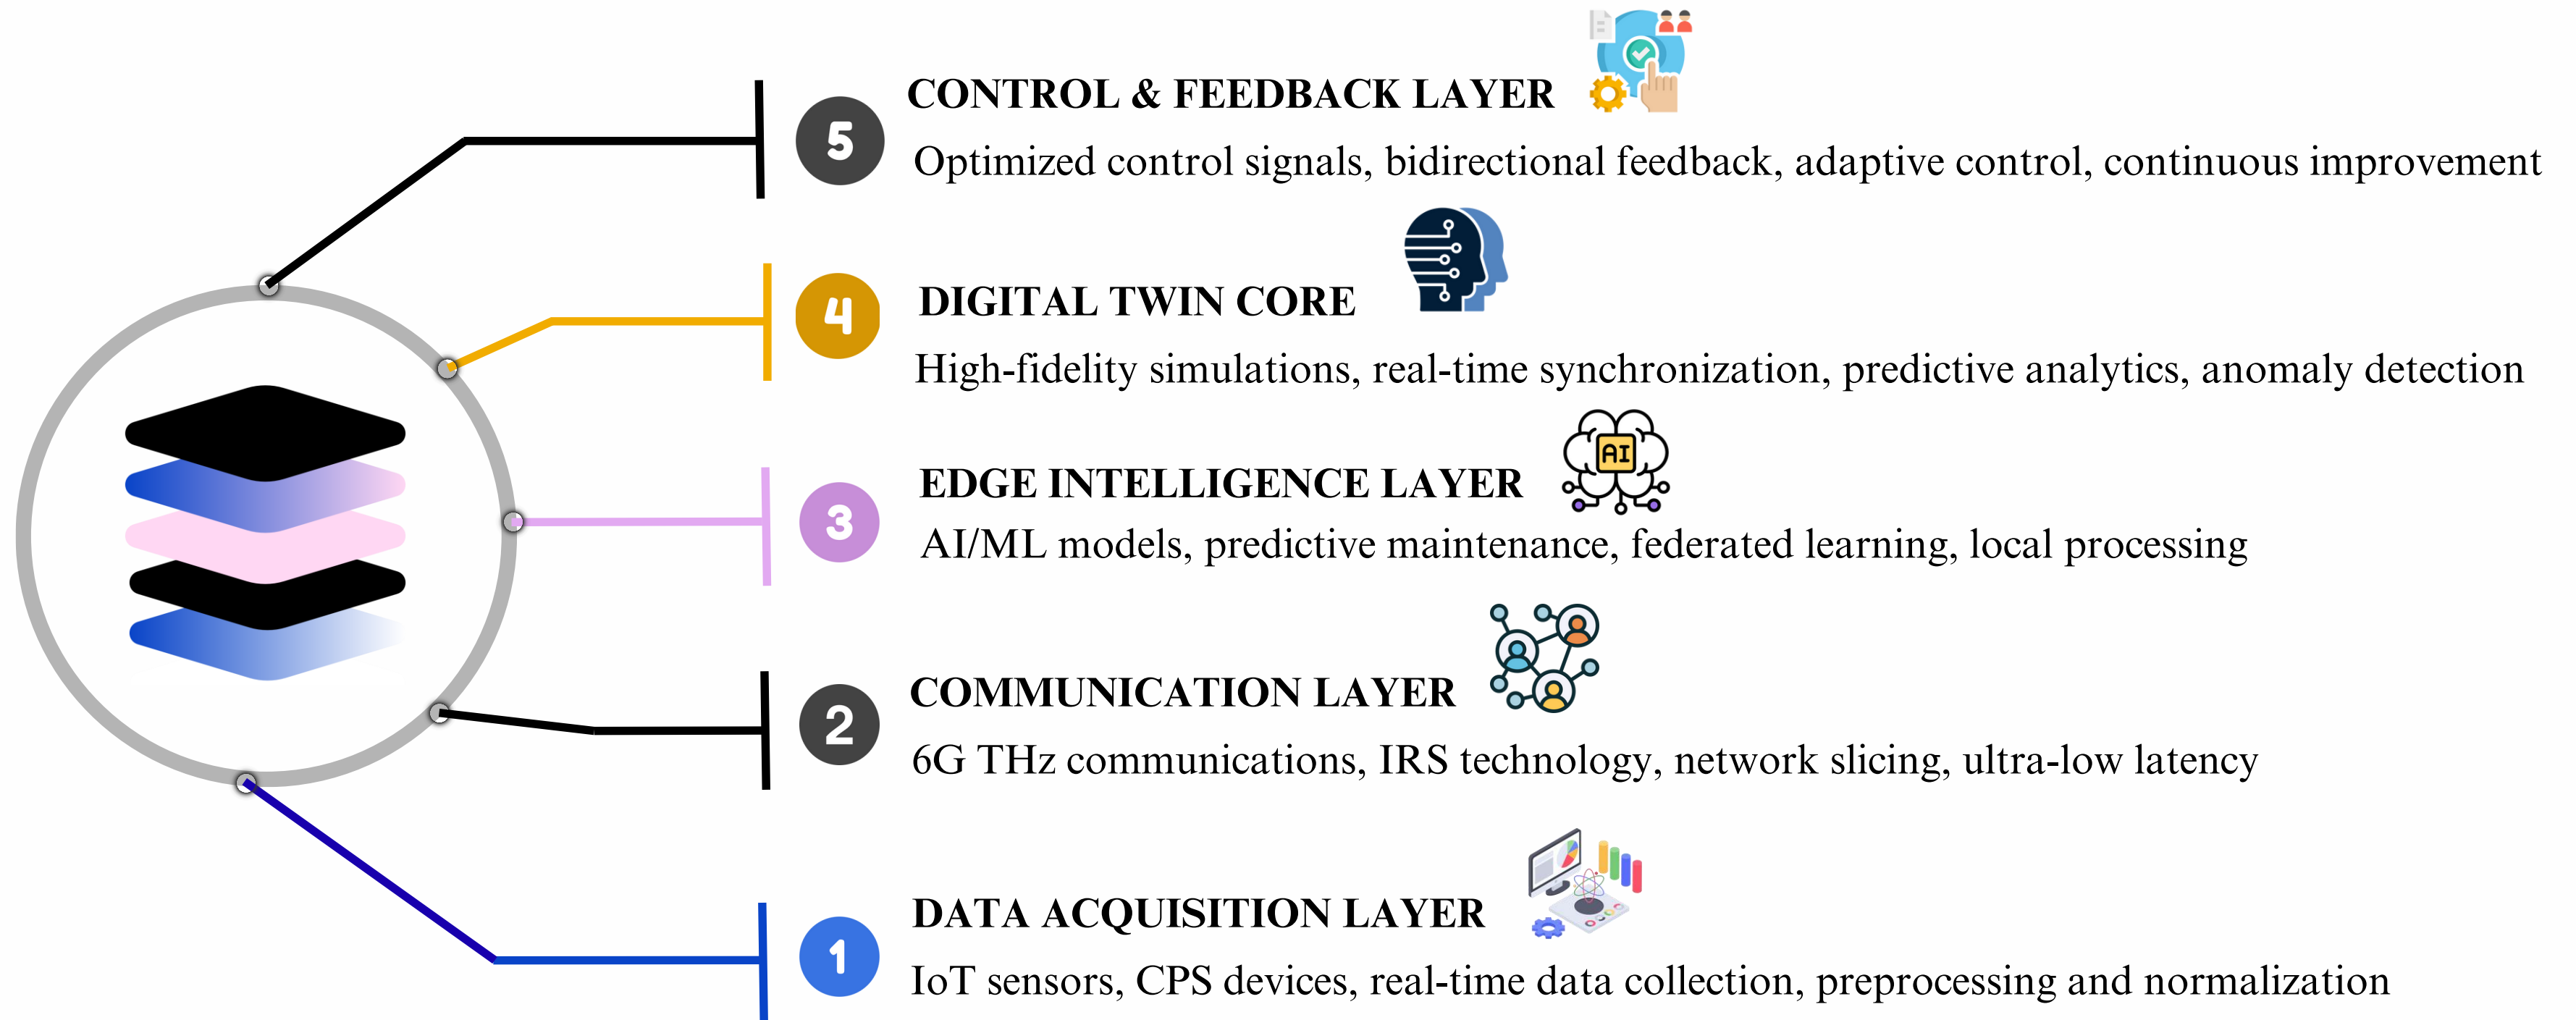 CONTROL & FEEDBACK LAYER
5
Optimized control signals, bidirectional feedback, adaptive control, continuous improvement
DIGITAL TWIN CORE
4
High-fidelity simulations, real-time synchronization, predictive analytics, anomaly detection
AI
EDGE INTELLIGENCE LAYER
3
AI/ML models, predictive maintenance, federated learning, local processing
COMMUNICATION LAYER
2
6G THz communications, IRS technology, network slicing, ultra-low latency
DATA ACQUISITION LAYER
1
IoT sensors, CPS devices, real-time data collection, preprocessing and normalization